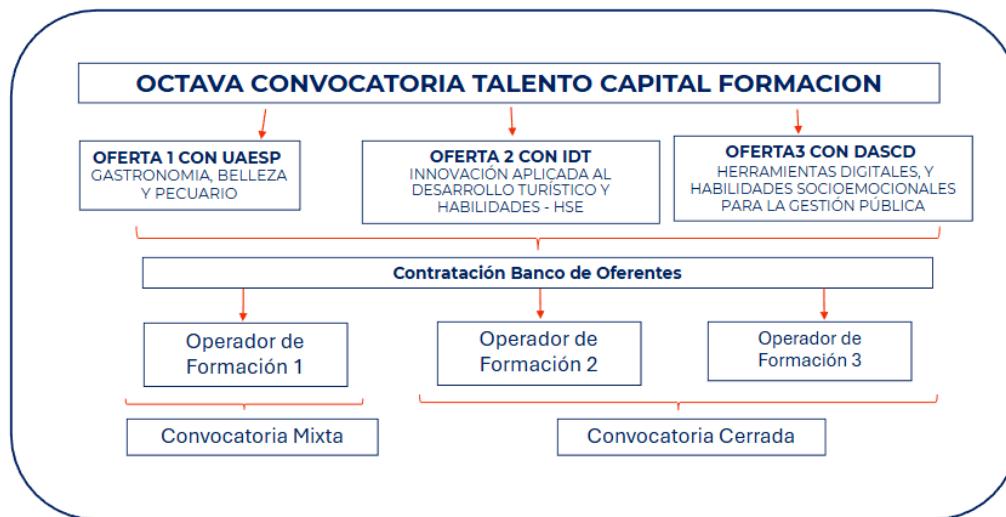 OCTAVA CONVOCATORIA TALENTO CAPITAL FORMACION
OFERTA 1 CON UAESP
GASTRONOMIA, BELLEZA
Y PECUARIO
OFERTA 2 CON IDT
INNOVACIÓN APLICADA AL
DESARROLLO TURÍSTICO Y
HABILIDADES - HSE
OFERTA3 CON DASCD
HERRAMIENTAS DIGITALES, Y
HABILIDADES SOCIOEMOCIONALES
PARA LA GESTIÓN PÚBLICA
Contratación Banco de Oferentes
Operador de
Formación 1
Operador de
Formación 2
Operador de
Formación 3
Convocatoria Mixta
Convocatoria Cerrada